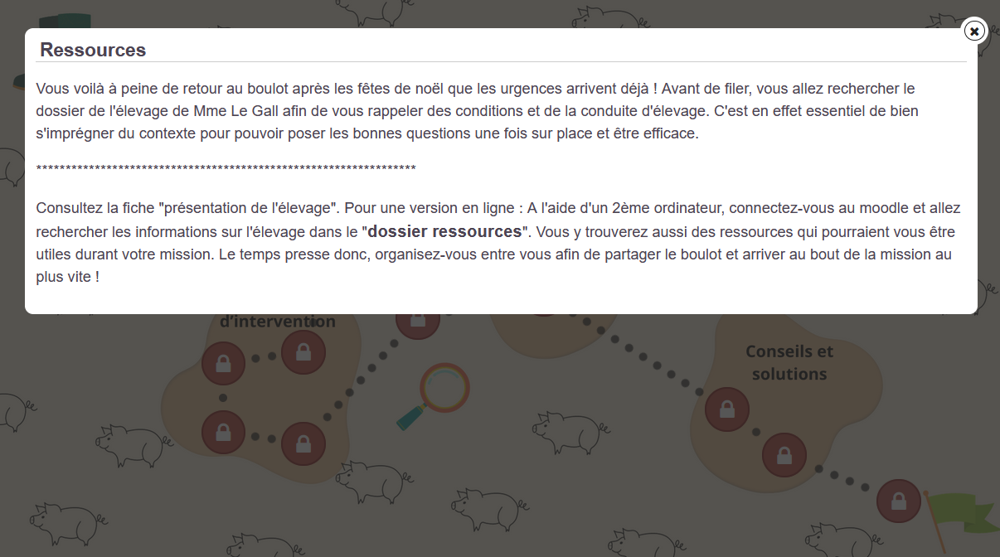 Ressources
Vous voilà à peine de retour au boulot après les fêtes de noël que les urgences arrivent déjà ! Avant de filer, vous allez rechercher le
dossier de l'élevage de Mme Le Gall afin de vous rappeler des conditions et de la conduite d'élevage. C'est en effet essentiel de bien
s'imprégner du contexte pour pouvoir poser les bonnes questions une fois sur place et être efficace.
*****************************************************************
Consultez la fiche "présentation de l'élevage". Pour une version en ligne : A l'aide d'un 2ème ordinateur, connectez-vous au moodle et allez
rechercher les informations sur l'élevage dans le "dossier ressources". Vous y trouverez aussi des ressources qui pourraient vous être
utiles durant votre mission. Le temps presse donc, organisez-vous entre vous afin de partager le boulot et arriver au bout de la mission au
plus vite !
d'intervention
Conseils et
solutions